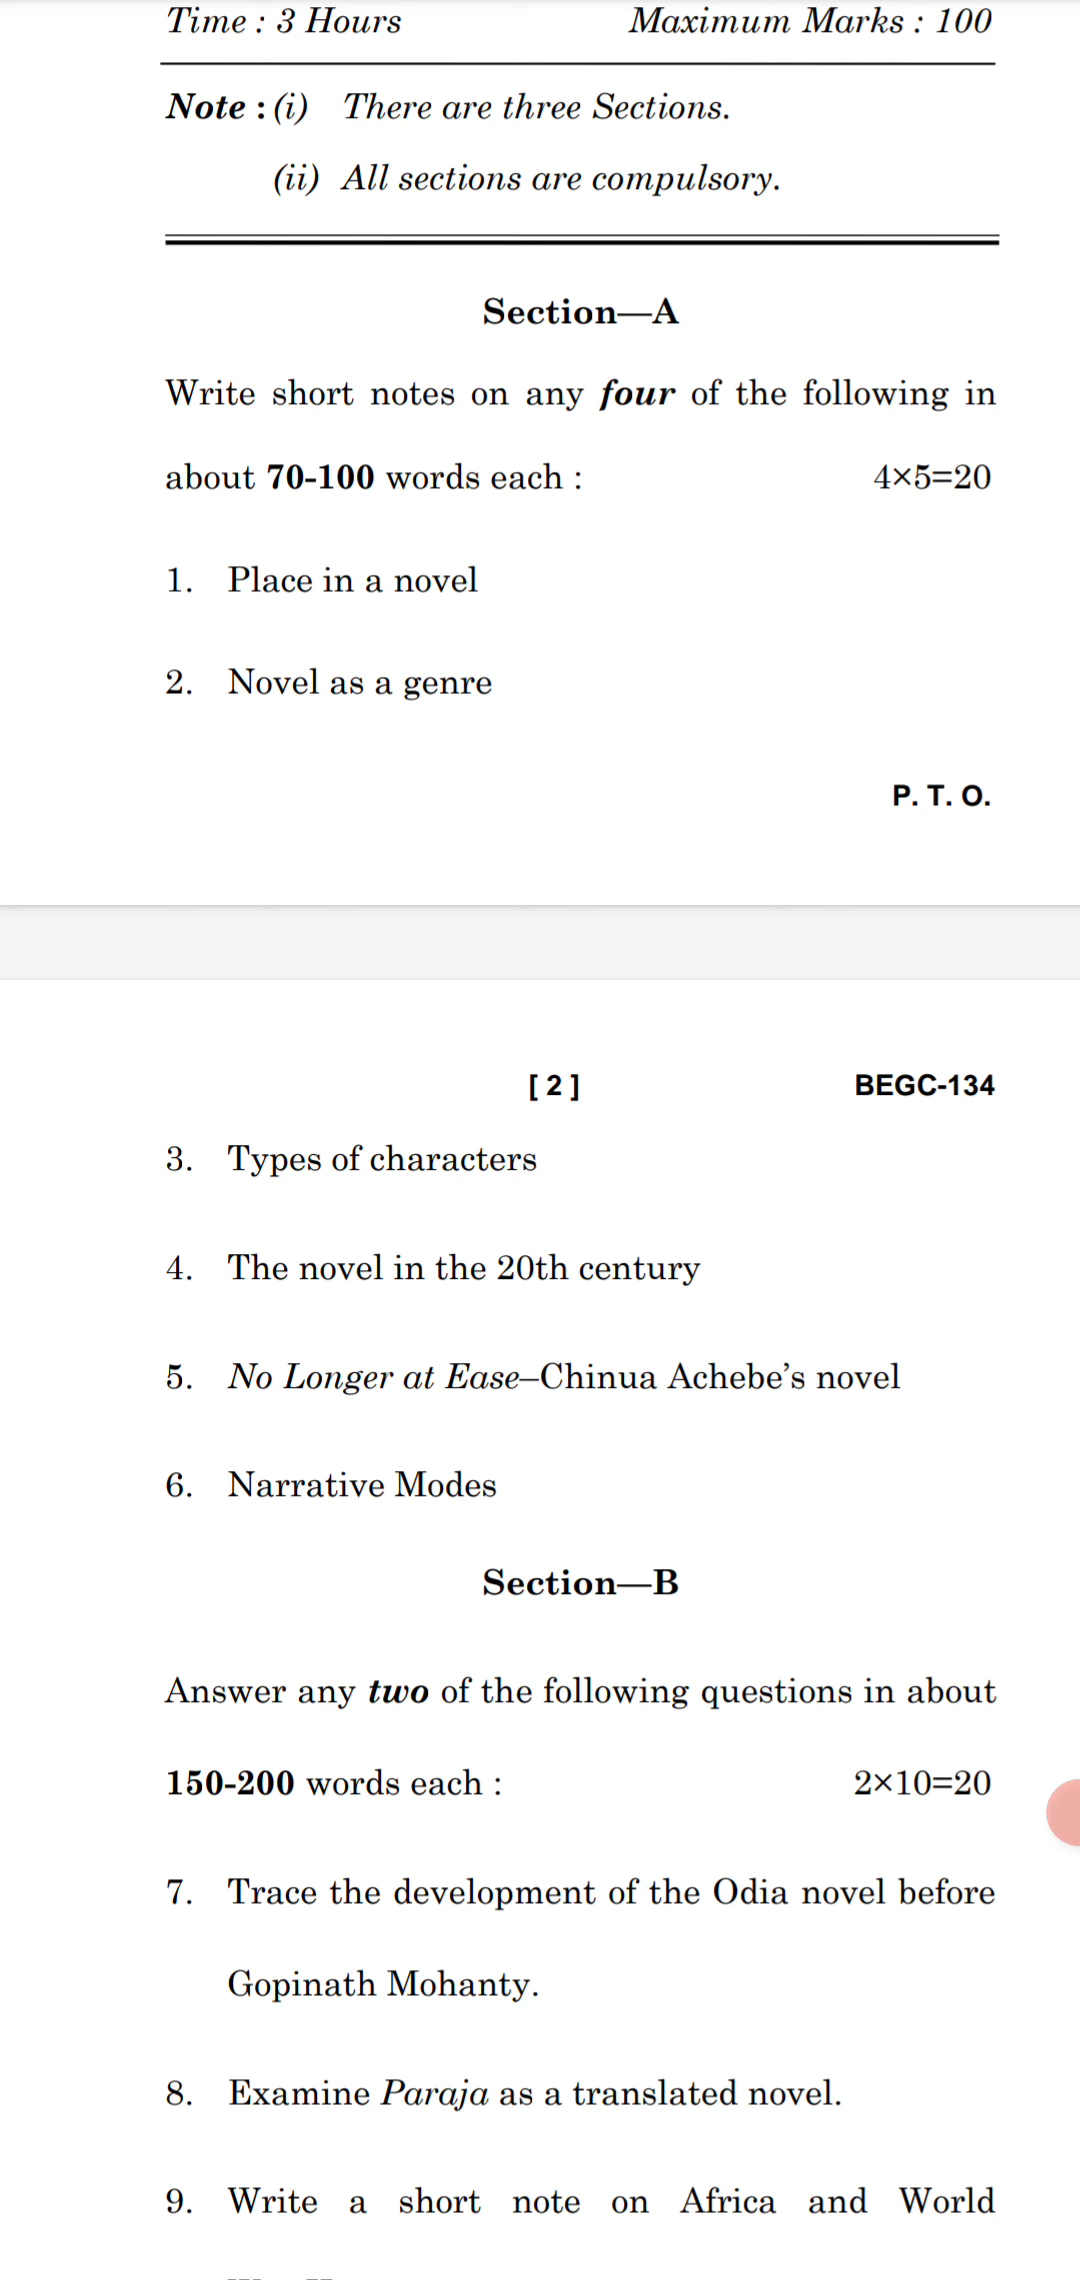 Time : 3 Hours Maximum Marks : 100
Note : (i) There are three Sections.
(ii) All sections are compulsory.
Section—A
Write short notes on any four of the following in
about 70-100 words each : 4×5=20
1. Place in a novel
2. Novel as a genre
P. T. O.
[ 2 ] BEGC-134
3. Types of characters
4. The novel in the 20th century
5. No Longer at Ease–Chinua Achebe’s novel
6. Narrative Modes
Section—B
Answer any two of the following questions in about
150-200 words each : 2×10=20
7. Trace the development of the Odia novel before
Gopinath Mohanty.
8. Examine Paraja as a translated novel.
9. Write a short note on Africa and World